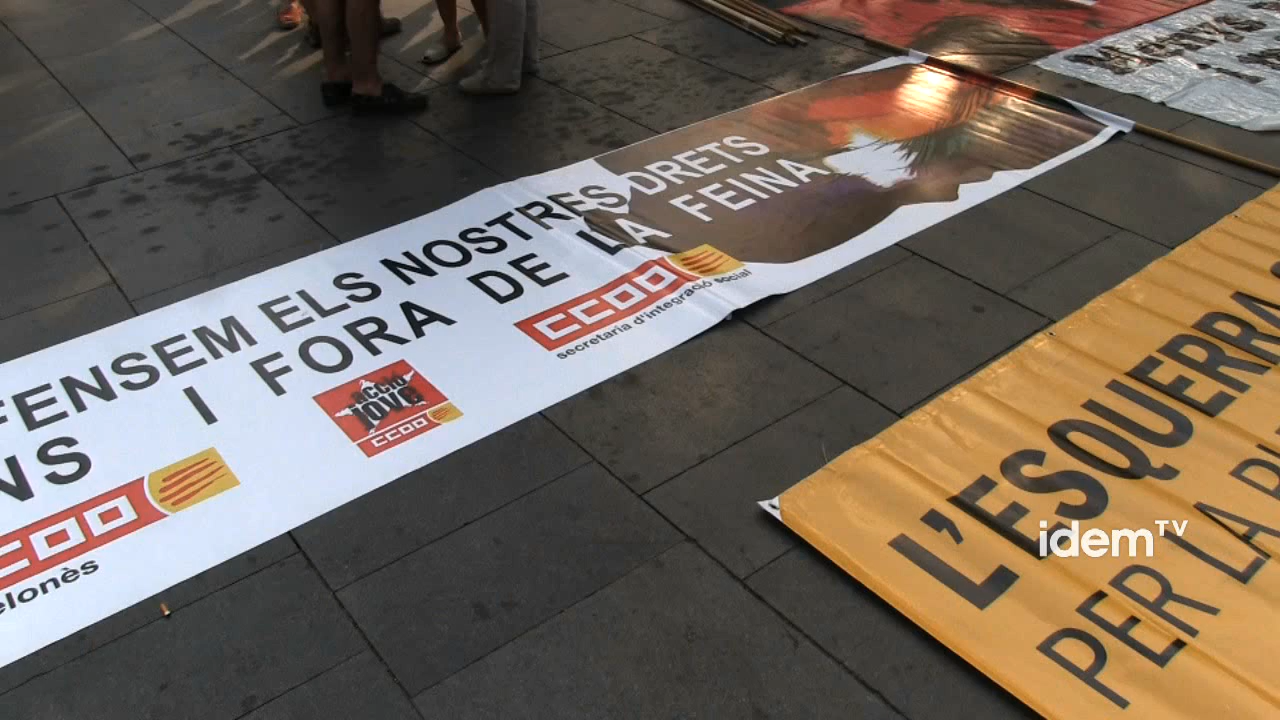 FENSEM ELS NOSTRES DRETS
NS I FORA DE LA FEINA
CCOO
secretaria d'integració social
ACCIÓ
JOVE
CCOO
CCOO
elonès
L'ESQUERRA
PER LA
idemTV